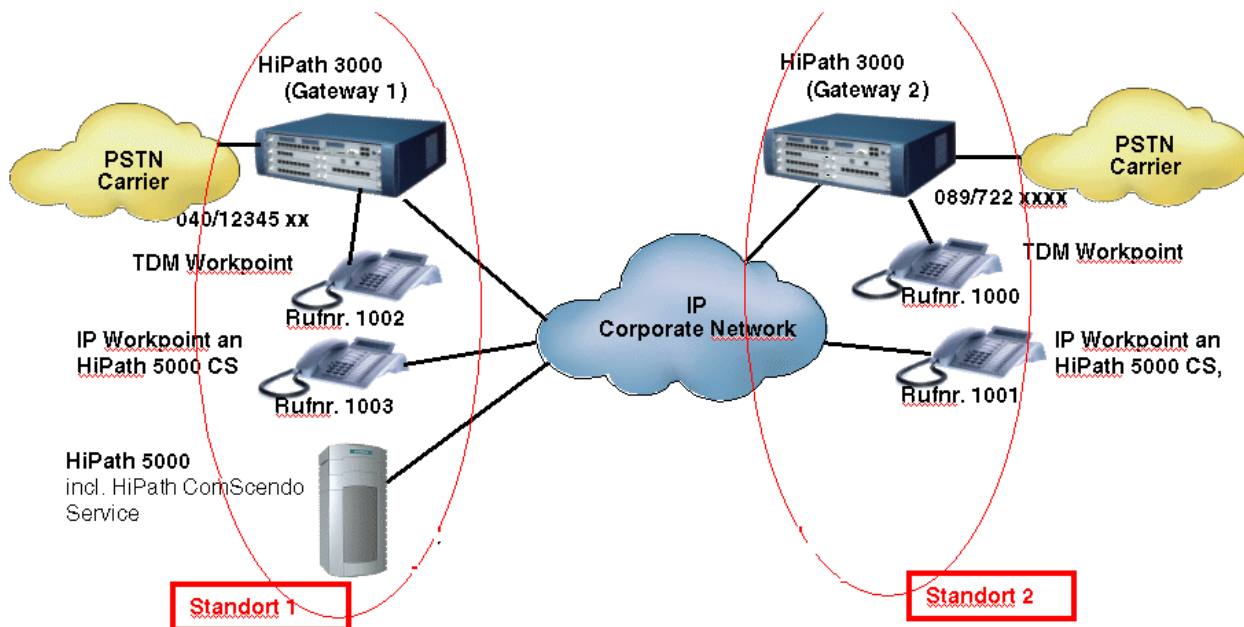 HiPath 3000
(Gateway 1)
PSTN
Carrier
040/12345 xx
TDM Workpoint
Rufnr. 1002
IP Workpoint an
HiPath 5000 CS
Rufnr. 1003
HiPath 5000
incl. HiPath ComScendo
Service
Standort 1
IP
Corporate Network
HiPath 3000
(Gateway 2)
PSTN
Carrier
089/722 xxxx
TDM Workpoint
Rufnr. 1000
IP Workpoint an
HiPath 5000 CS,
Rufnr. 1001
Standort 2